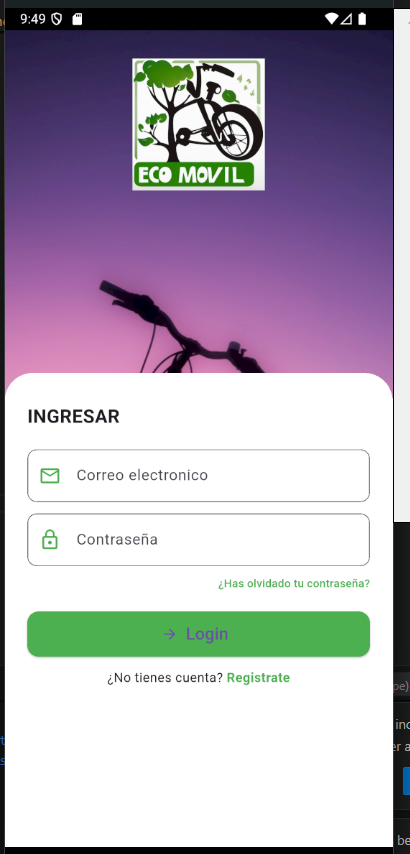 9:49
ECO MOVIL
INGRESAR
Correo electronico
Contraseña
¿Has olvidado tu contraseña?
Login
¿No tienes cuenta? Registrate